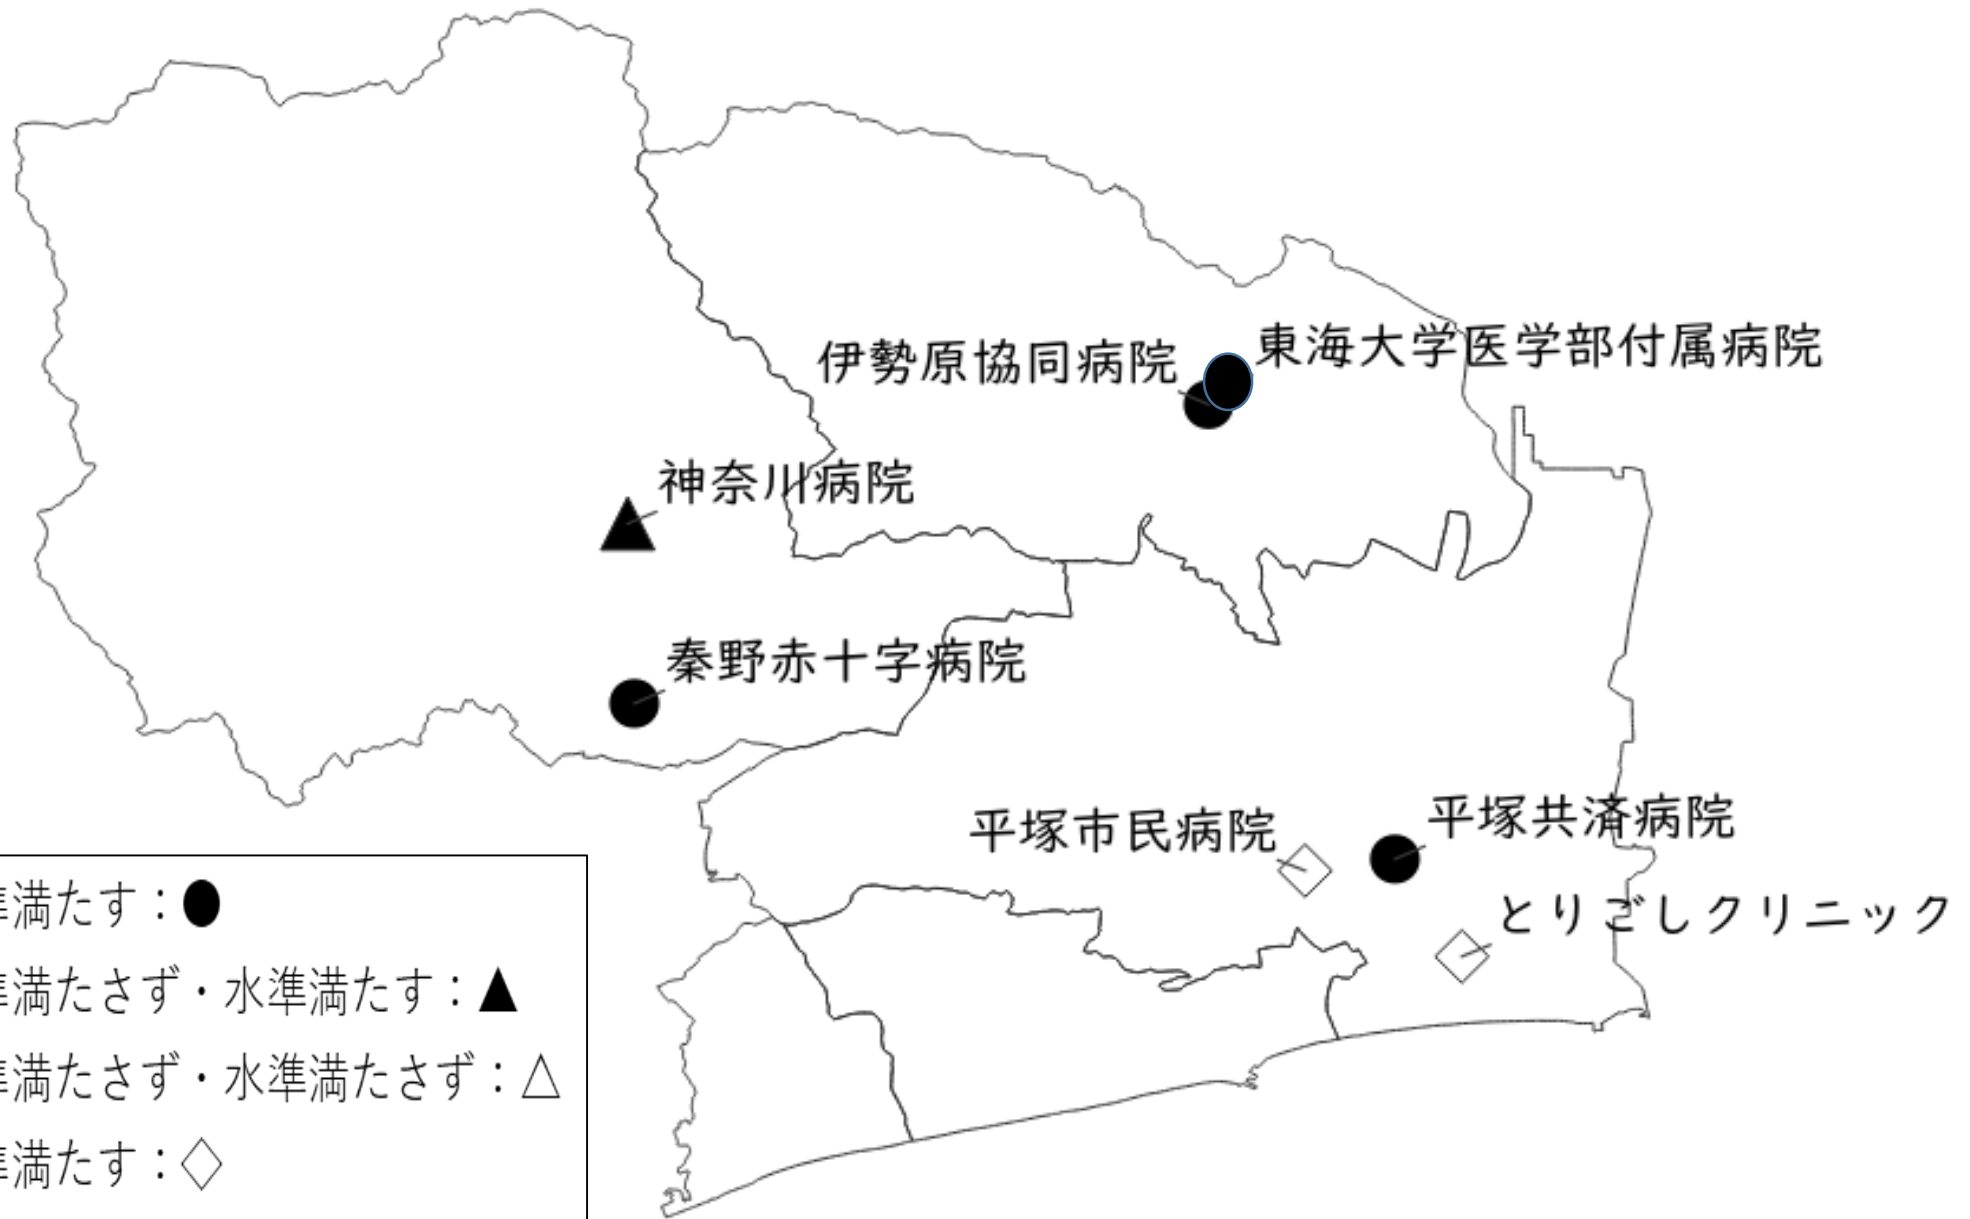 東海大学医学部付属病院
伊勢原協同病院
神奈川病院
秦野赤十字病院
平塚共済病院
平塚市民病院
とりごしクリニック
準満たす：●
準満たさず・水準満たす：▲
準満たさず・水準満たさず：△
準満たす：◇